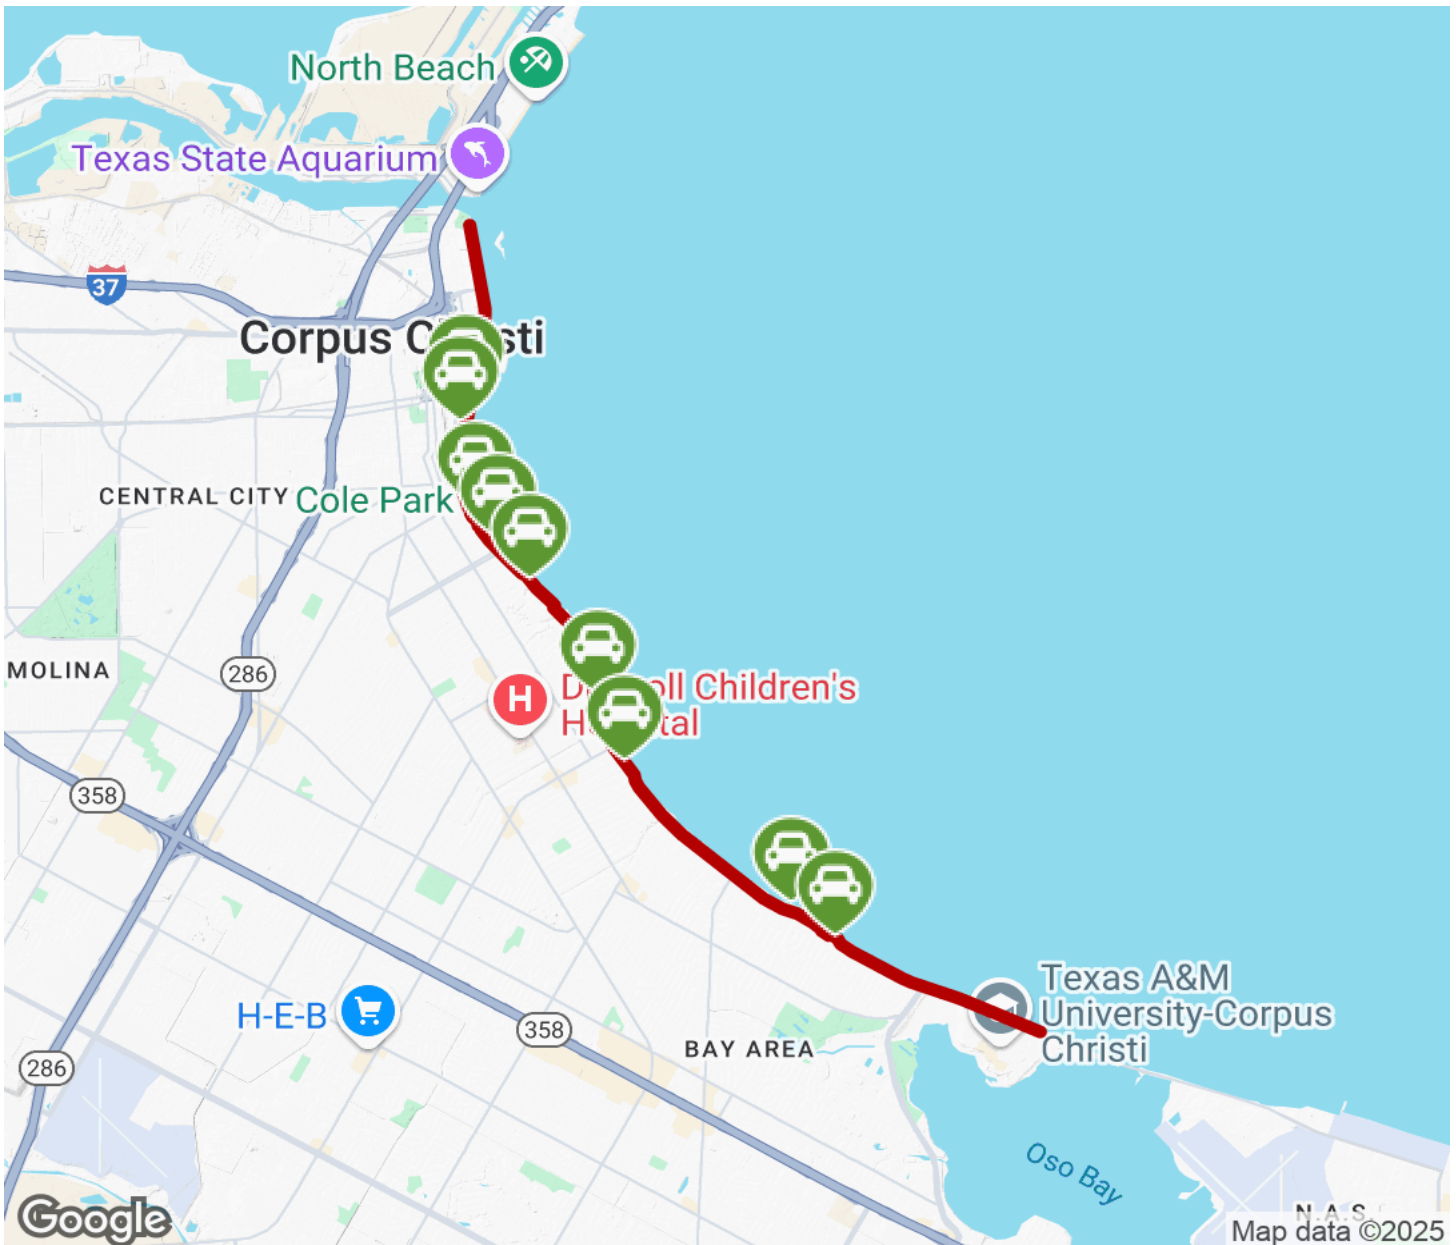 North Beach
Texas State Aquarium
37
Corpus C sti
CENTRAL CITY
Cole Park
MOLINA
286
H
D oll Children's
H tal
358
H-E-B
358
BAY AREA
Texas A&M
University-Corpus
Christi
286
Oso Bay
N.A.S.
Google
Map data ©2025